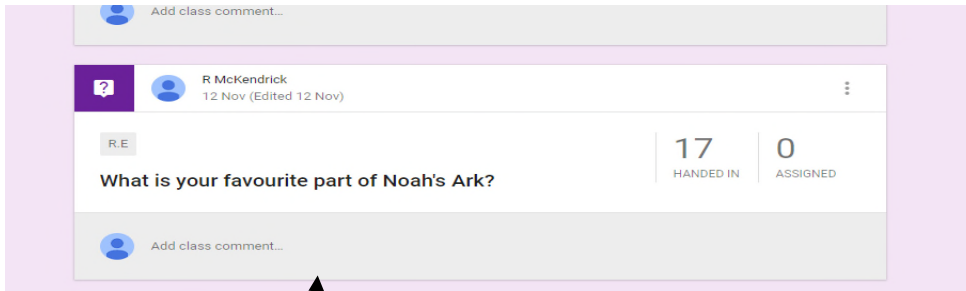 Add class comment...
R McKendrick
12 Nov (Edited 12 Nov)
R.E
17
HANDED IN
0
ASSIGNED
What is your favourite part of Noah's Ark?
Add class comment...